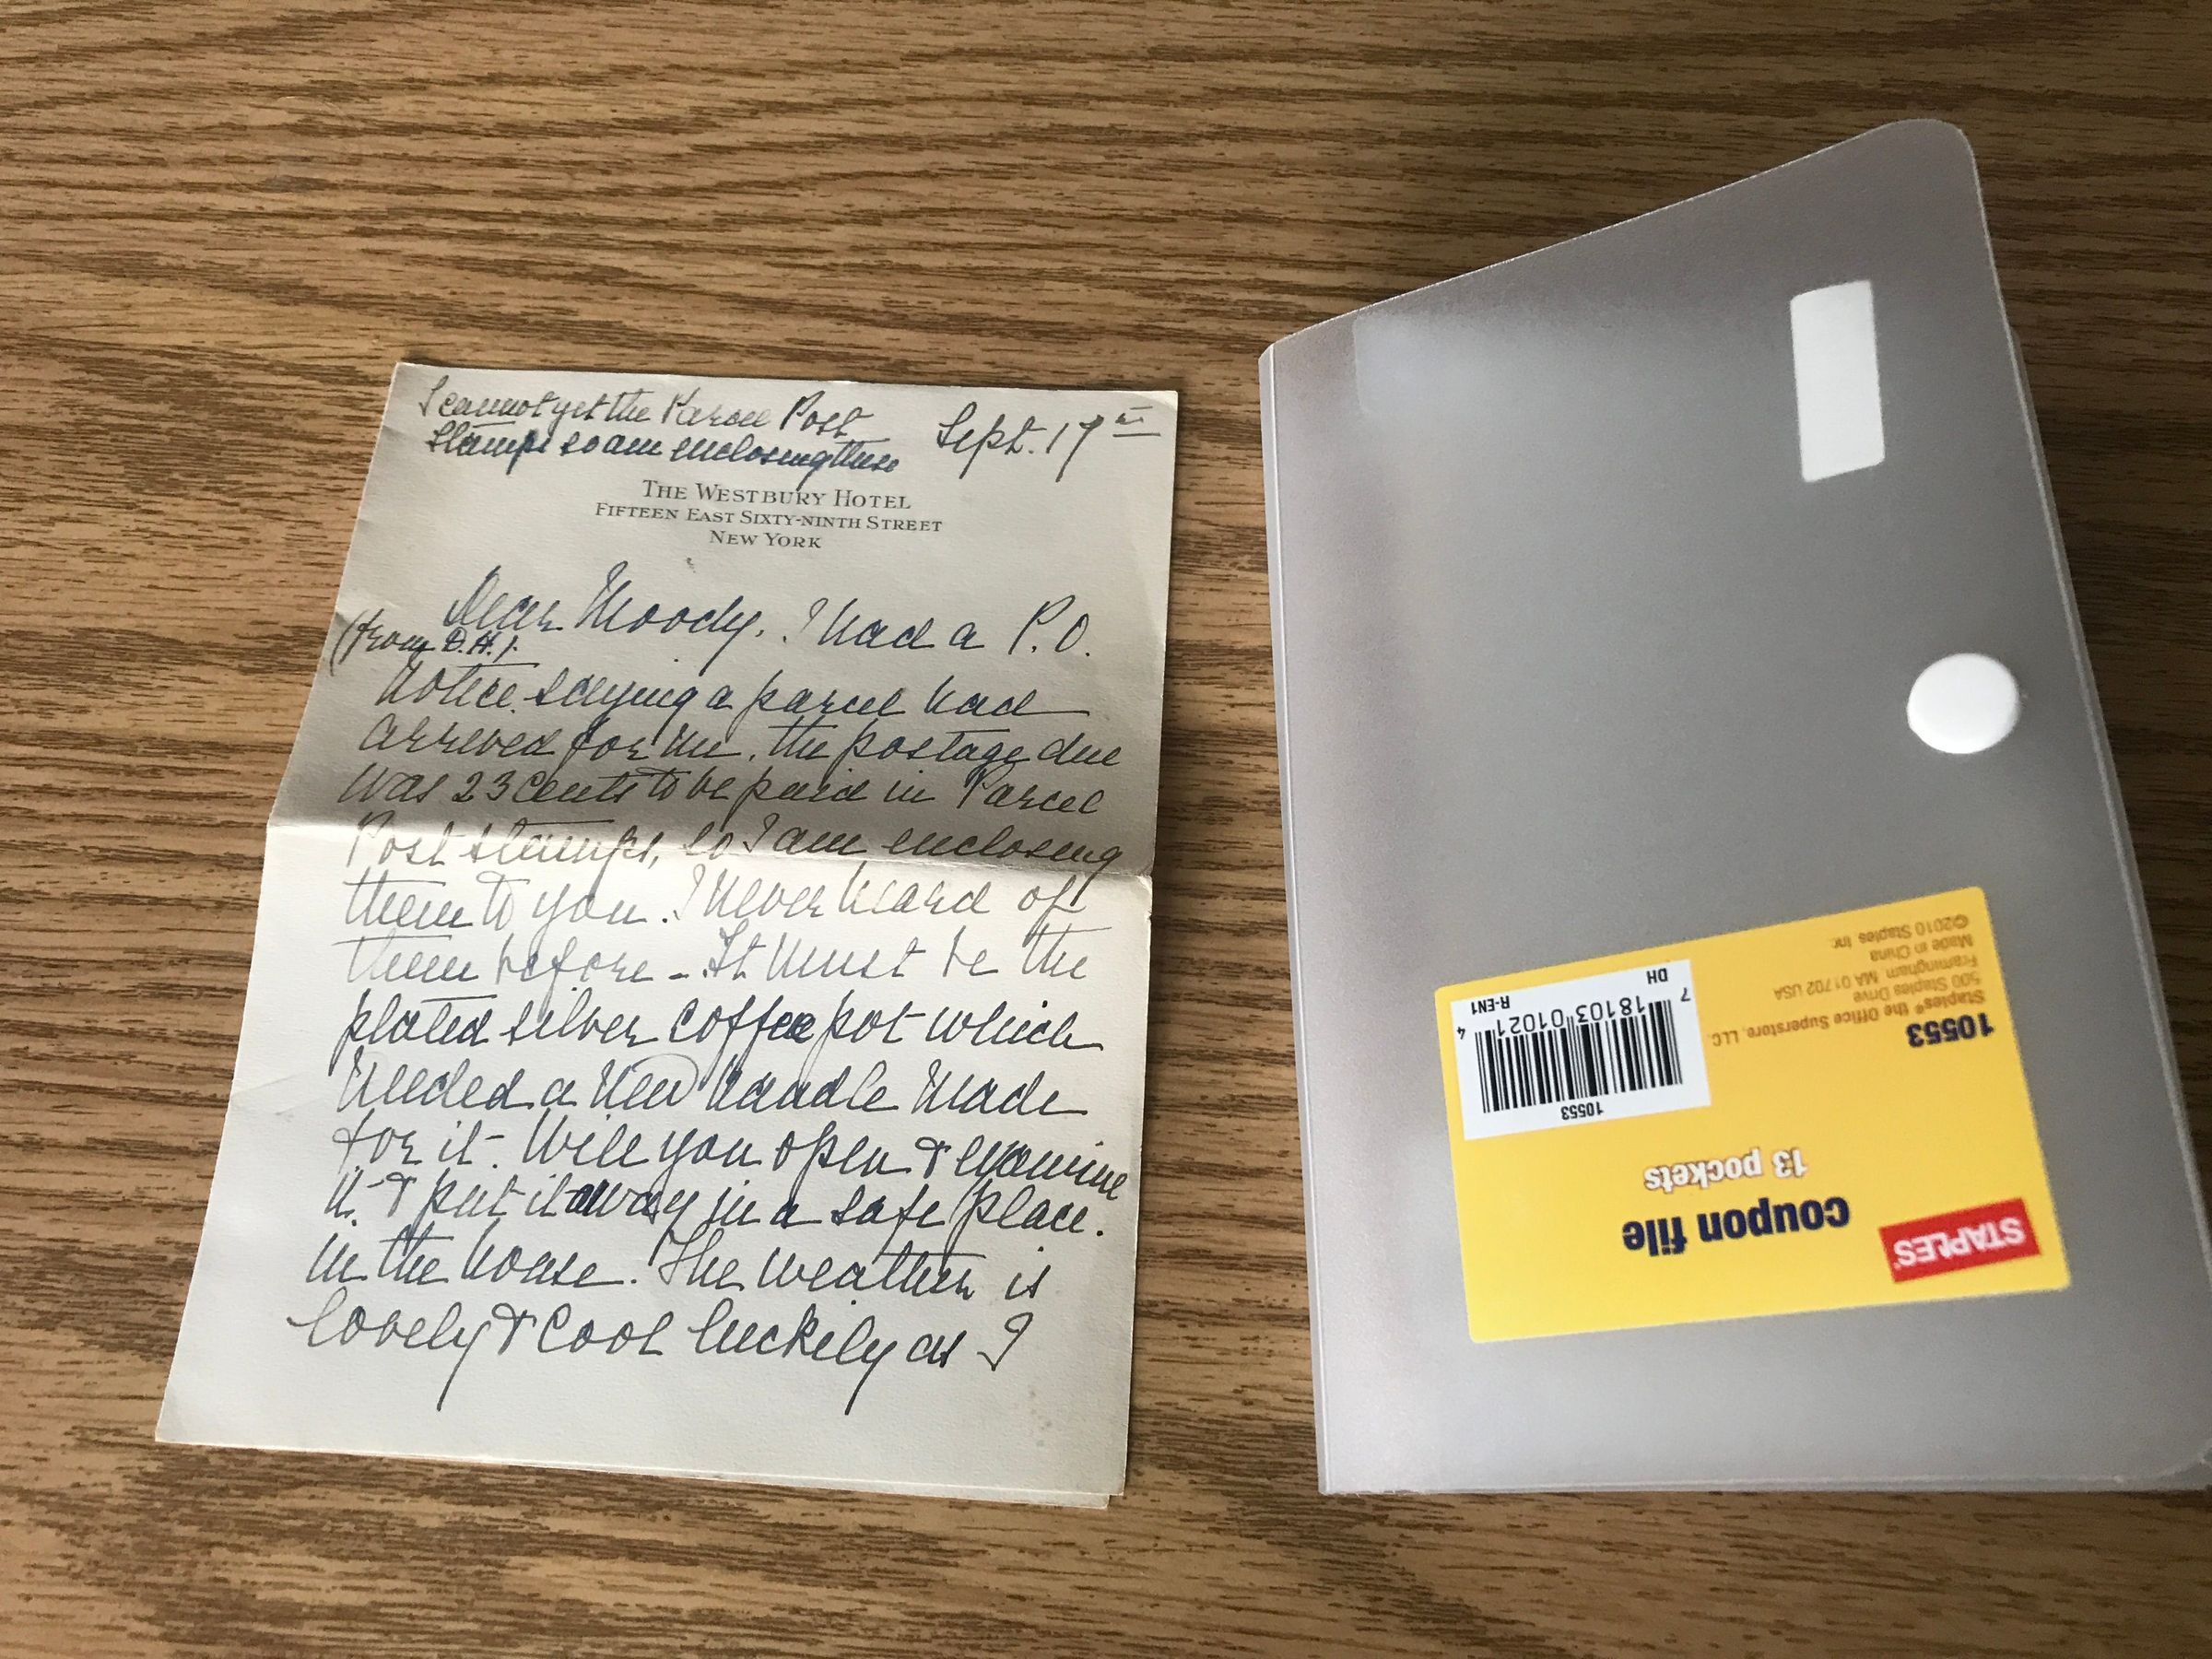 I cannot get the Parcel Post
Stamps so am enclosing these
Sept. 17th
THE WESTBURY HOTEL
FIFTEEN EAST SIXTY-NINTH STREET
NEW YORK
Dear Moody. I had a P.O.
(from D.H.).
Notice saying a parcel had
arrived for me. the postage due
was 23 cents to be paid in Parcel
Post stamps, so I am enclosing
them to you. I never heard of
them before - It must be the
plated silver coffee pot which
needed a new handle made
for it - Will you open & examine
it. & put it away in a safe place.
in the house. The weather is
lovely & cool luckily as I
STAPLES
coupon file
13 pockets
10553
7 18103 01021 4
DH
R-EN1
10553
Staples® the Office Superstore, LLC
500 Staples Drive
Framingham MA 01702 USA
Made in China
©2010 Staples Inc.